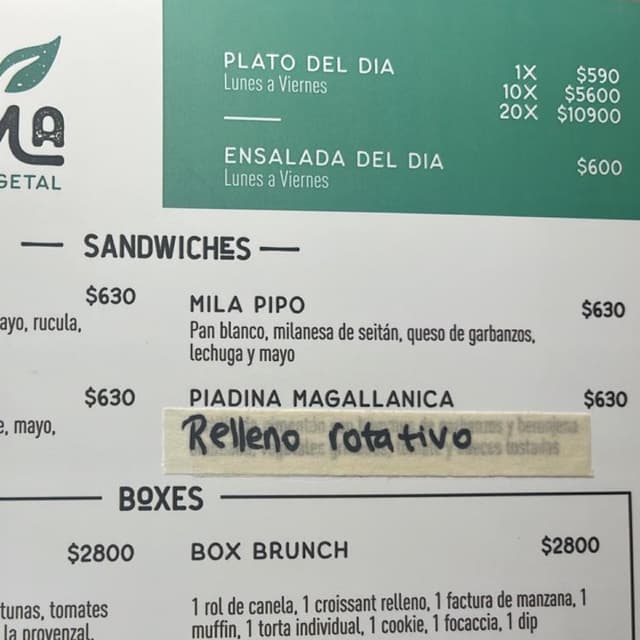 PLATO DEL DIA
Lunes a Viernes
1X $590
10X $5600
20X $10900
ENSALADA DEL DIA $600
Lunes a Viernes
GETAL
SANDWICHES
$630
ayo, rucula,
MILA PIPO $630
Pan blanco, milanesa de seitán, queso de garbanzos,
lechuga y mayo
$630
e, mayo,
PIADINA MAGALLANICA $630
Relleno rotativo
BOXES
$2800
tunas, tomates
la provenzal,
BOX BRUNCH $2800
1 rol de canela, 1 croissant relleno, 1 factura de manzana, 1
muffin, 1 torta individual, 1 cookie, 1 focaccia, 1 dip